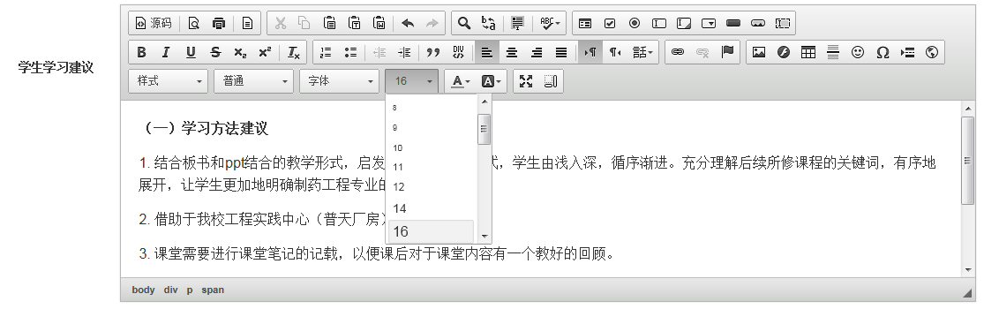 源码
学生学习建议
样式 普通 字体 16
8
9
10
11
12
14
16
（一）学习方法建议
1. 结合板书和ppt结合的教学形式，启发 式，学生由浅入深，循序渐进。充分理解后续所修课程的关键词，有序地
展开，让学生更加地明确制药工程专业的
2. 借助于我校工程实践中心（普天厂房）
3. 课堂需要进行课堂笔记的记载，以便课后对于课堂内容有一个教好的回顾。
body div p span